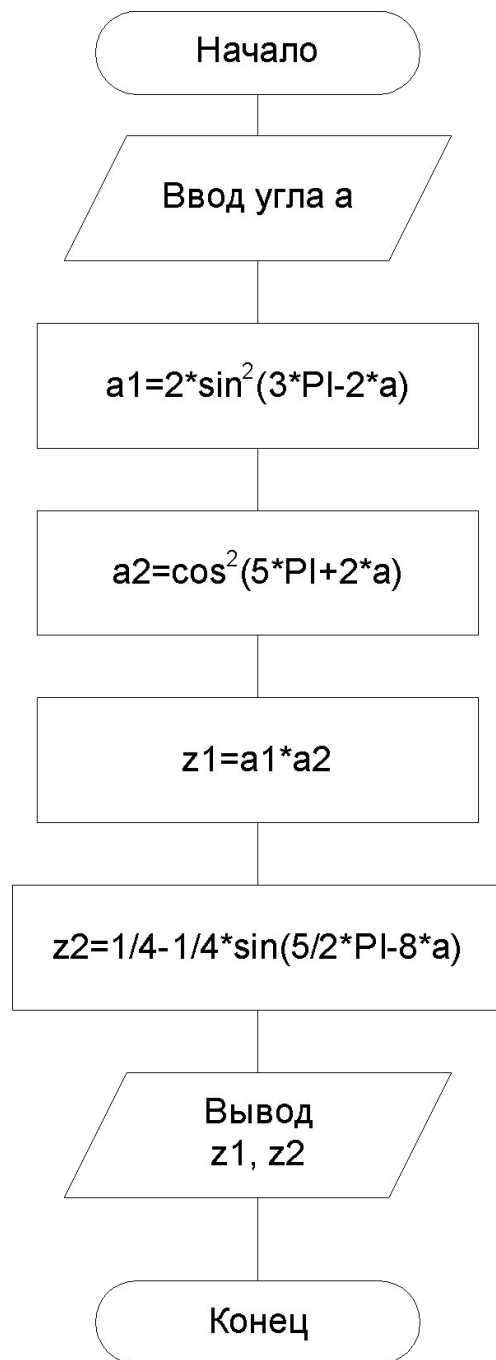 Начало
Ввод угла а
a1=2*sin²(3*PI-2*a)
a2=cos²(5*PI+2*a)
z1=a1*a2
z2=1/4-1/4*sin(5/2*PI-8*a)
Вывод
z1, z2
Конец